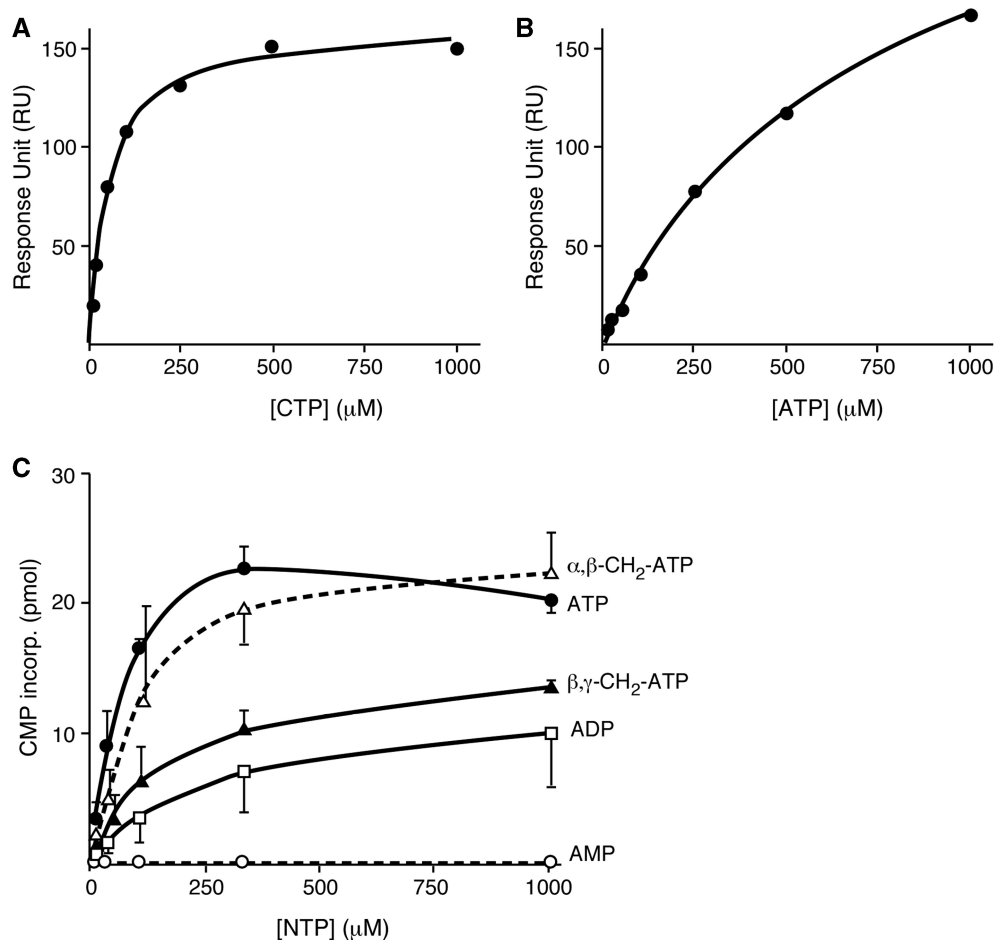 A
Response Unit (RU)
150
100
50
0 250 500 750 1000
[CTP] (µM)
B
Response Unit (RU)
150
100
50
0 250 500 750 1000
[ATP] (µM)
C
CMP incorp. (pmol)
30
20
10
0 250 500 750 1000
[NTP] (µM)
α,β-CH₂-ATP
ATP
β,γ-CH₂-ATP
ADP
AMP